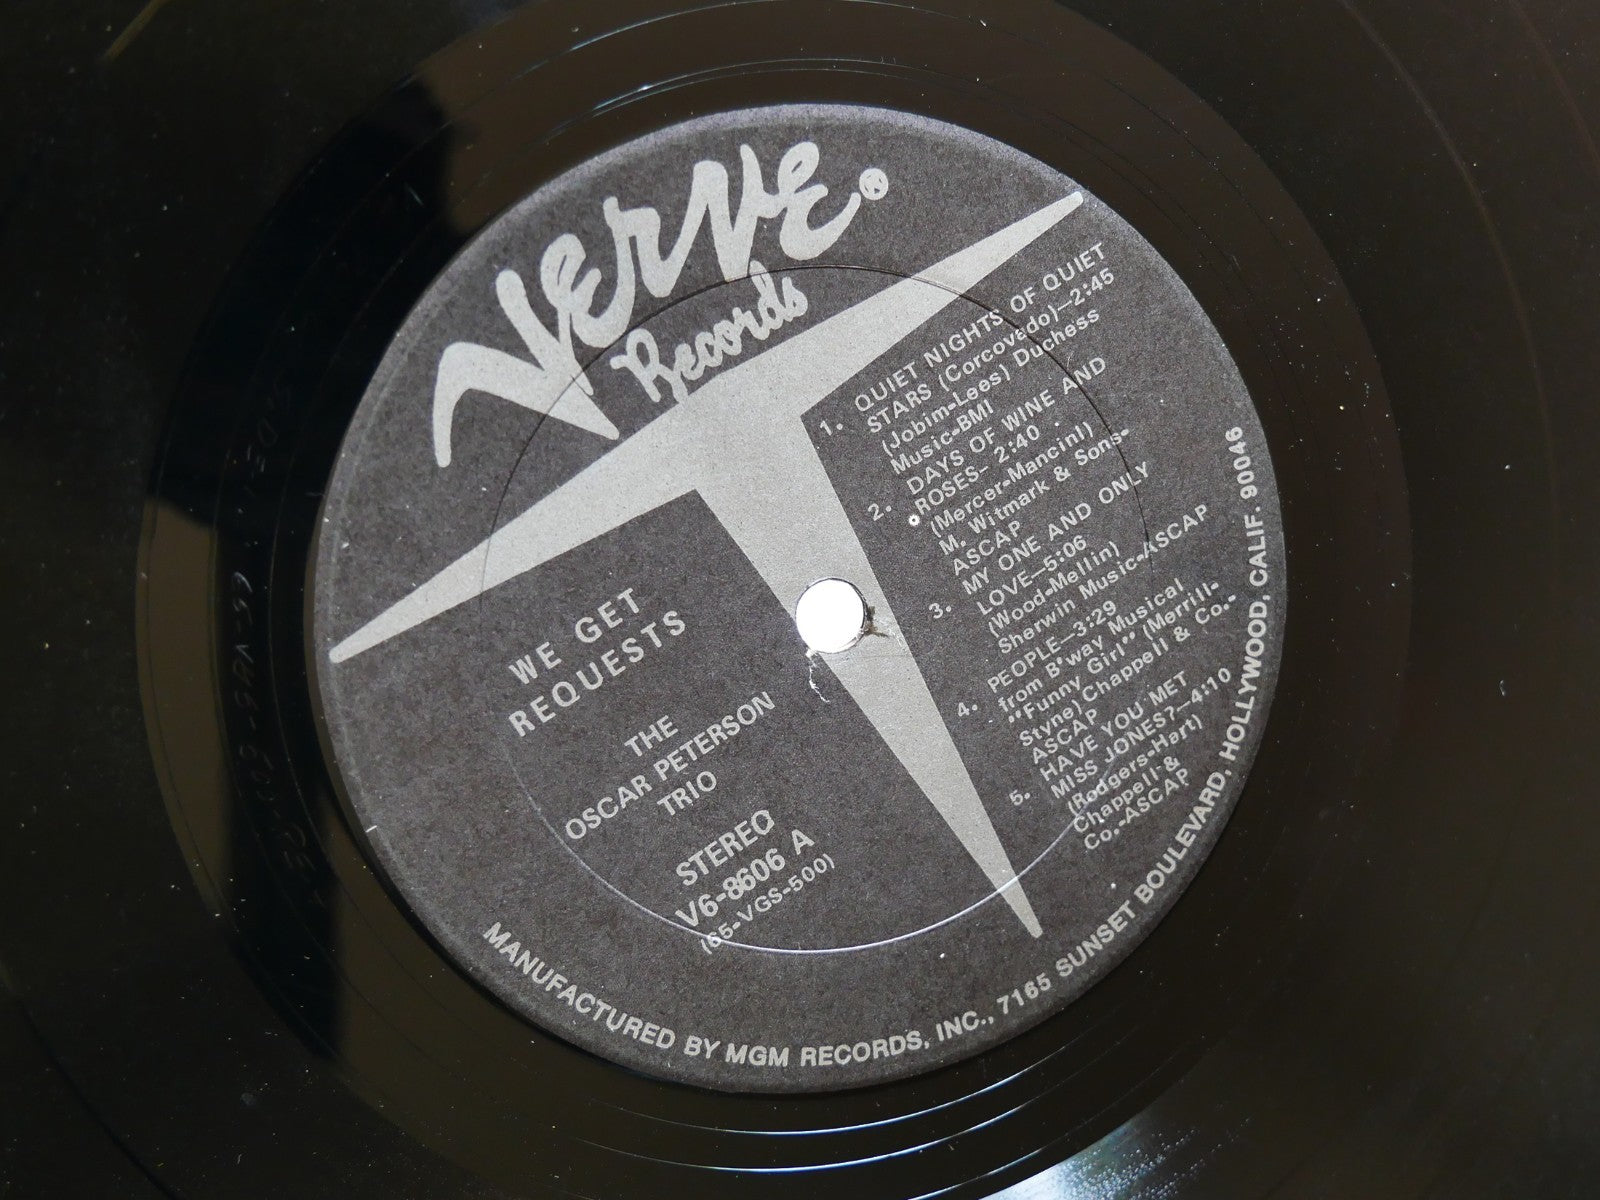 Verve®
Records
WE GET
REQUESTS
THE
OSCAR PETERSON
TRIO
STEREO
V6-8606 A
(65-VGS-500)
1. QUIET NIGHTS OF QUIET
STARS (Corcovado)—2:45
(Jobim-Lees) Duchess
Music-BMI
2. DAYS OF WINE AND
ROSES- 2:40
(Mercer-Mancini)
M. Witmark & Sons-
ASCAP
3. MY ONE AND ONLY
LOVE—5:06
(Wood-Mellin)
Sherwin Music--ASCAP
4. PEOPLE—3:29
from B'way Musical
"Funny Girl" (Merrill-
Styne) Chappell & Co.-
ASCAP
5. HAVE YOU MET
MISS JONES?—4:10
(Rodgers-Hart)
Chappell &
Co.-ASCAP
MANUFACTURED BY MGM RECORDS, INC., 7165 SUNSET BOULEVARD, HOLLYWOOD, CALIF. 90046